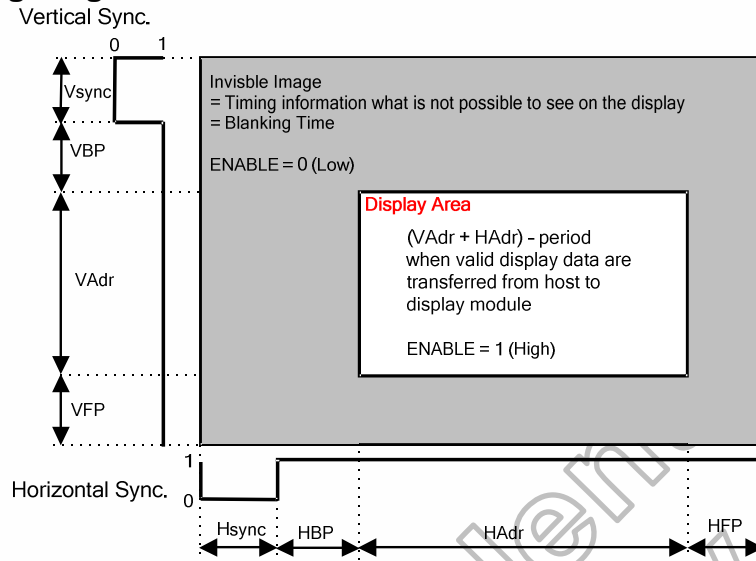 Vertical Sync.
0 1
Vsync
VBP
VAdr
VFP
Invisble Image
= Timing information what is not possible to see on the display
= Blanking Time
ENABLE = 0 (Low)
Display Area
(VAdr + HAdr) - period
when valid display data are
transferred from host to
display module
ENABLE = 1 (High)
1
Horizontal Sync.
0
Hsync HBP HAdr HFP